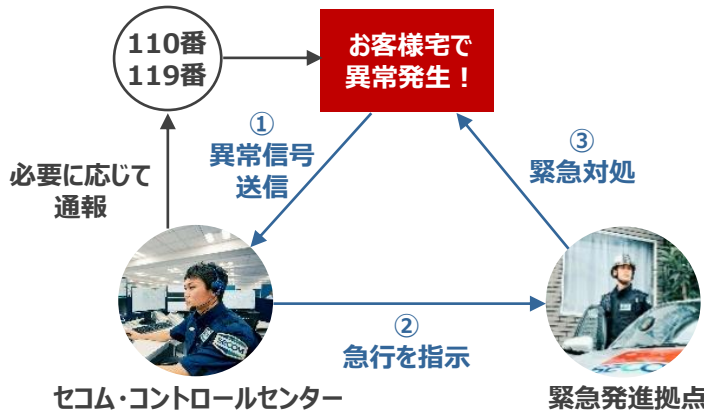 110番
119番
お客様宅で
異常発生！
①
異常信号
送信
③
緊急対処
必要に応じて
通報
②
急行を指示
SECOM
セコム・コントロールセンター
緊急発進拠点